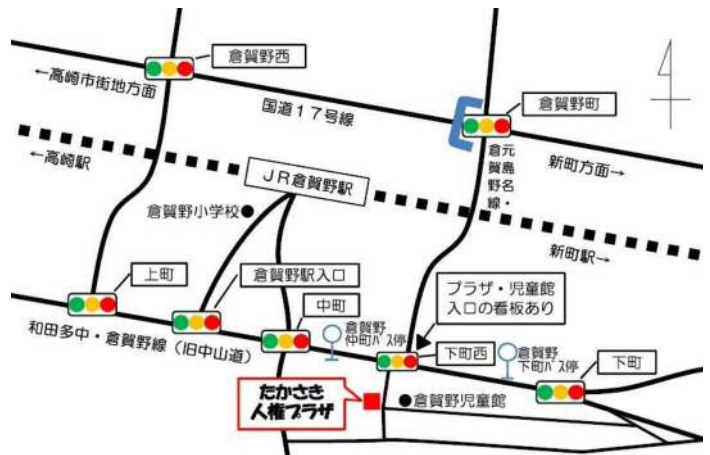 倉賀野西
←高崎市街地方面
国道17号線
倉賀野町
元島名・
倉賀野線
新町方面→
←高崎駅
JR倉賀野駅
倉賀野小学校
新町駅→
上町
倉賀野駅入口
中町
倉賀野
仲町バス停
プラザ・児童館
入口の看板あり
和田多中・倉賀野線(旧中山道)
下町西
倉賀野
下町バス停
下町
たかさき
人権プラザ
倉賀野児童館